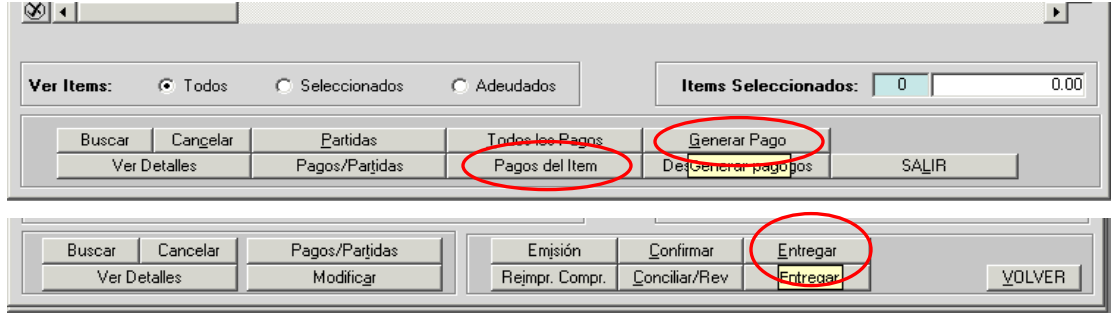 Ver Items: Todos Seleccionados Adeudados Items Seleccionados: 0 0.00
Buscar Cancelar Partidas Todos los Pagos Generar Pago
Ver Detalles Pagos/Partidas Pagos del Item Des Generar pagogos SALIR
Buscar Cancelar Pagos/Partidas Emisión Confirmar Entregar
Ver Detalles Modificar Reimpr. Compr. Conciliar/Rev Entregar VOLVER